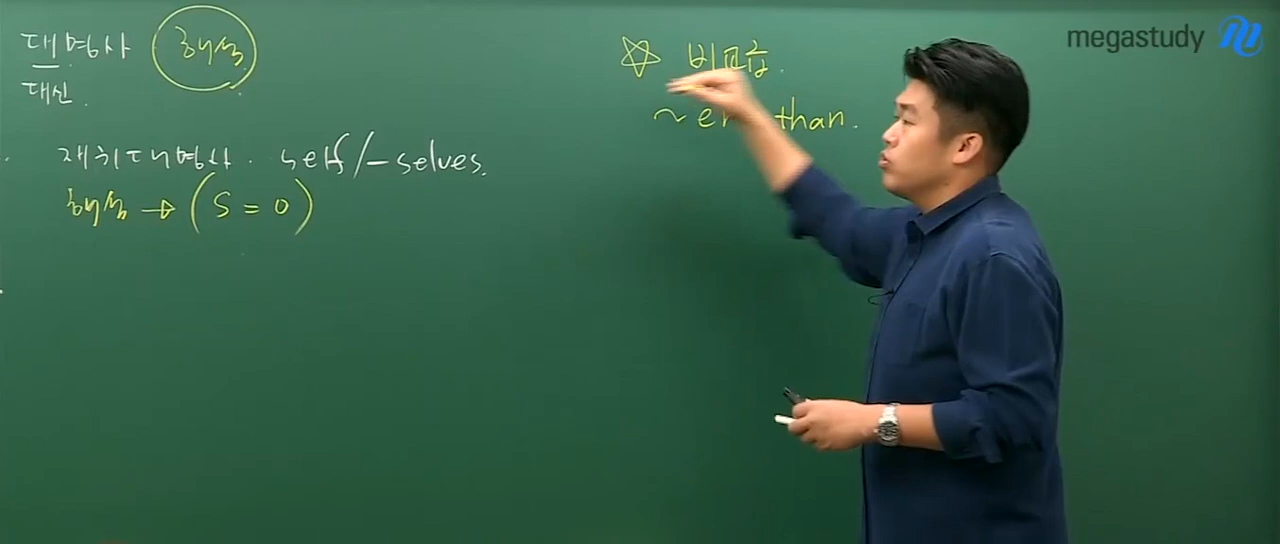 대명사 해석
대신.
재귀대명사. self/-selves.
해석 → (S = O)
☆ 비교급.
~er than.
megastudy